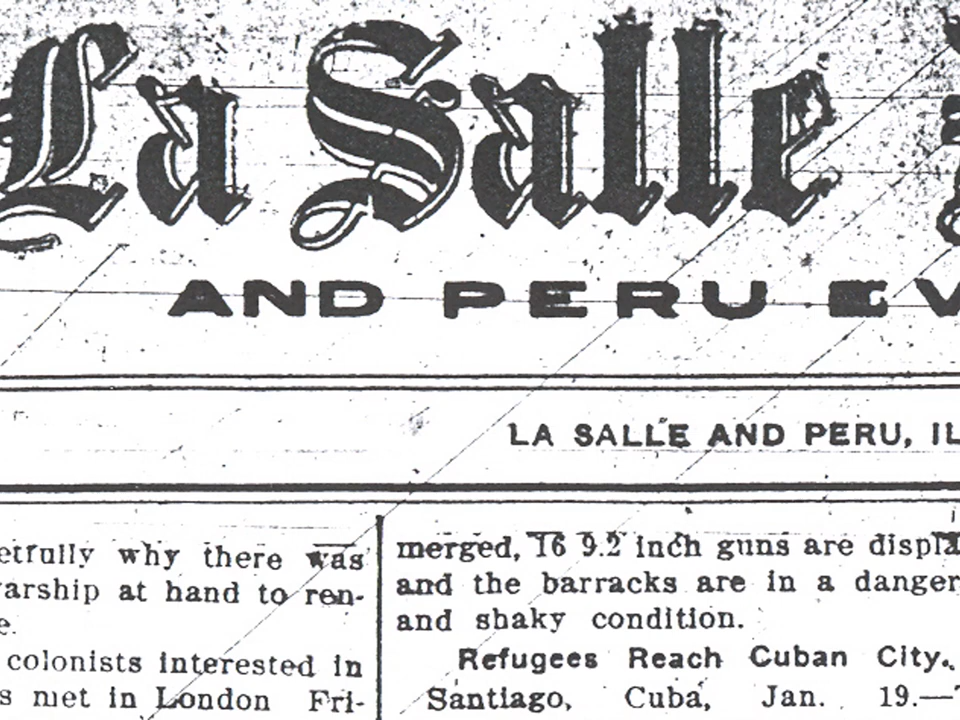 La Salle
AND PERU EV
LA SALLE AND PERU, IL
etfully why there was
arship at hand to ren-
e.
colonists interested in
s met in London Fri-
merged, 16 9.2 inch guns are displa
and the barracks are in a danger
and shaky condition.
Refugees Reach Cuban City.
Santiago, Cuba, Jan. 19.—